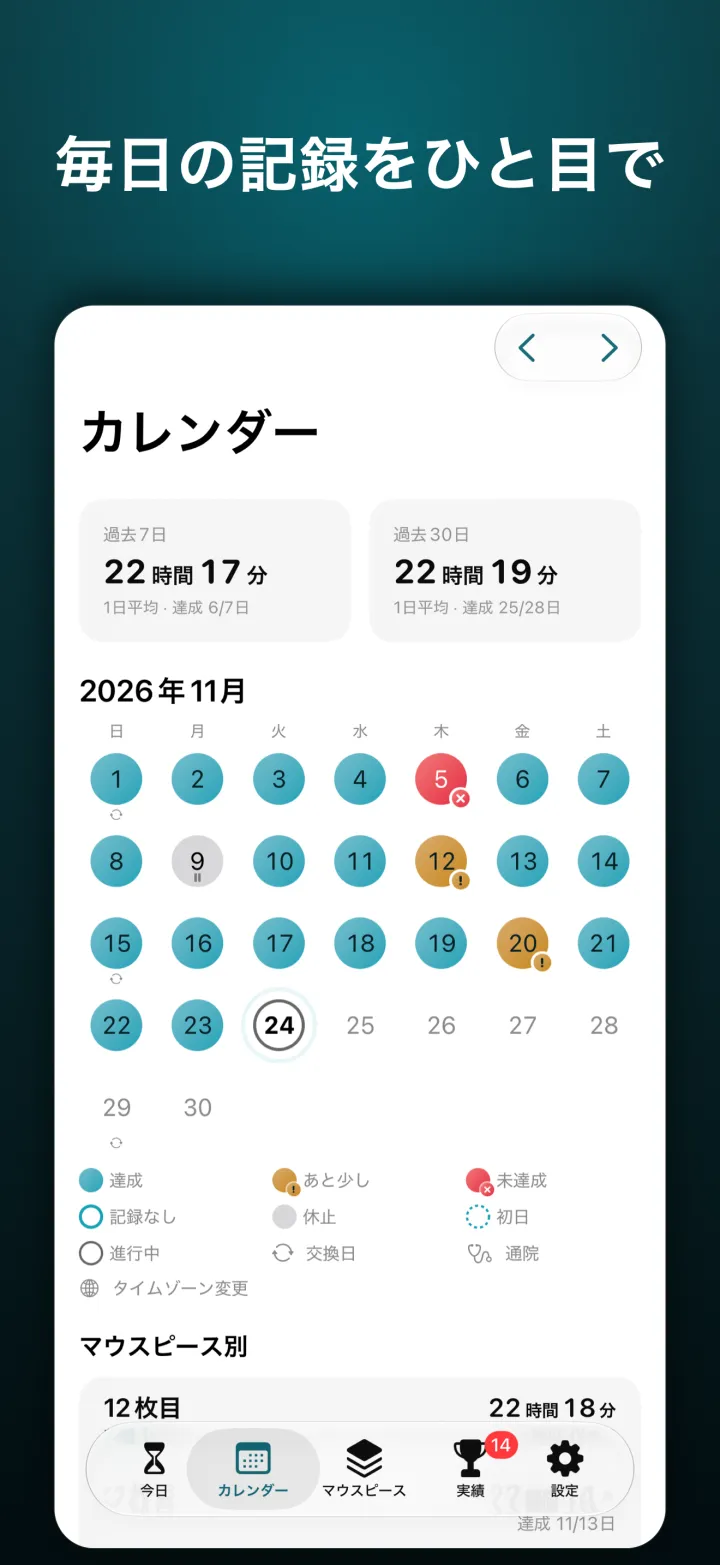 毎日の記録をひと目で
カレンダー
過去7日
22時間17分
1日平均・達成 6/7日
過去30日
22時間19分
1日平均・達成 25/28日
2026年11月
日 月 火 水 木 金 土
1 2 3 4 5 6 7
8 9 10 11 12 13 14
15 16 17 18 19 20 21
22 23 24 25 26 27 28
29 30
達成 あと少し 未達成
記録なし 休止 初日
進行中 交換日 通院
タイムゾーン変更
マウスピース別
12枚目 22時間18分
14
今日 カレンダー マウスピース 実績 設定
達成 11/13日